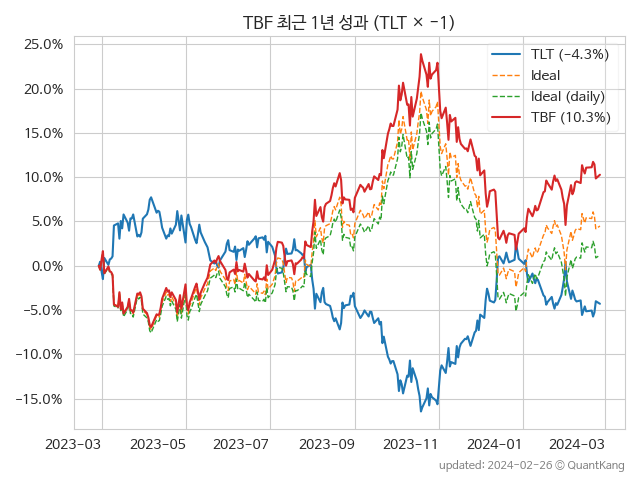 TBF 최근 1년 성과 (TLT × −1)
25.0%
20.0%
15.0%
10.0%
5.0%
0.0%
−5.0%
−10.0%
−15.0%
TLT (−4.3%)
Ideal
Ideal (daily)
TBF (10.3%)
2023-03 2023-05 2023-07 2023-09 2023-11 2024-01 2024-03
updated: 2024-02-26 © QuantKang